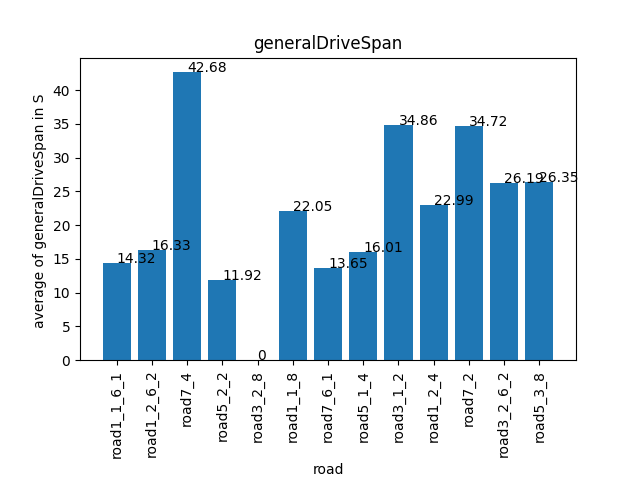 generalDriveSpan
average of generalDriveSpan in S
40
35
30
25
20
15
10
5
0
14.32
16.33
42.68
11.92
0
22.05
13.65
16.01
34.86
22.99
34.72
26.19
26.35
road1_1_6_1
road1_2_6_2
road7_4
road5_2_2
road3_2_8
road1_1_8
road7_6_1
road5_1_4
road3_1_2
road1_2_4
road7_2
road3_2_6_2
road5_3_8
road